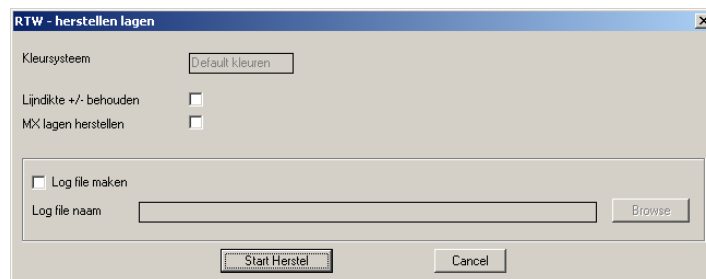 RTW - herstellen lagen
Kleursysteem
Default kleuren
Lijndikte +/- behouden
MX lagen herstellen
Log file maken
Log file naam
Browse
Start Herstel
Cancel